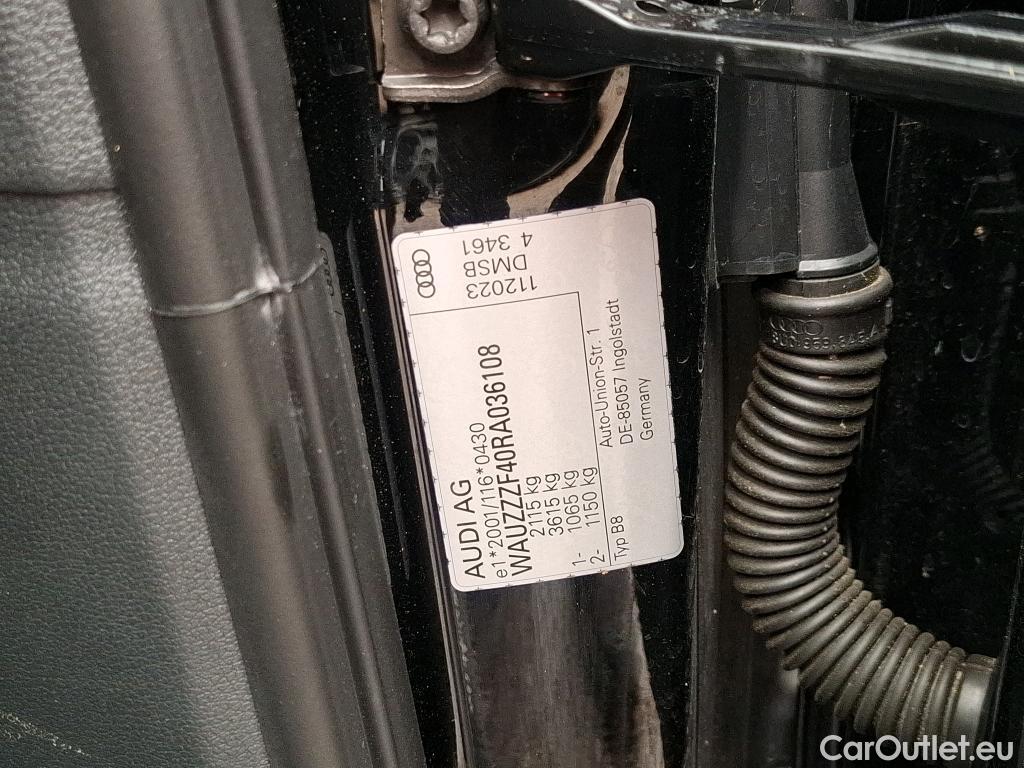 AUDI AG
e1*2001/116*0430
WAUZZZF40RA036108
2115 kg
3615 kg
1- 1065 kg
2- 1150 kg
Typ B8
Auto-Union-Str. 1
DE-85057 Ingolstadt
Germany
112023
DMSB
4 3461
CarOutlet.eu